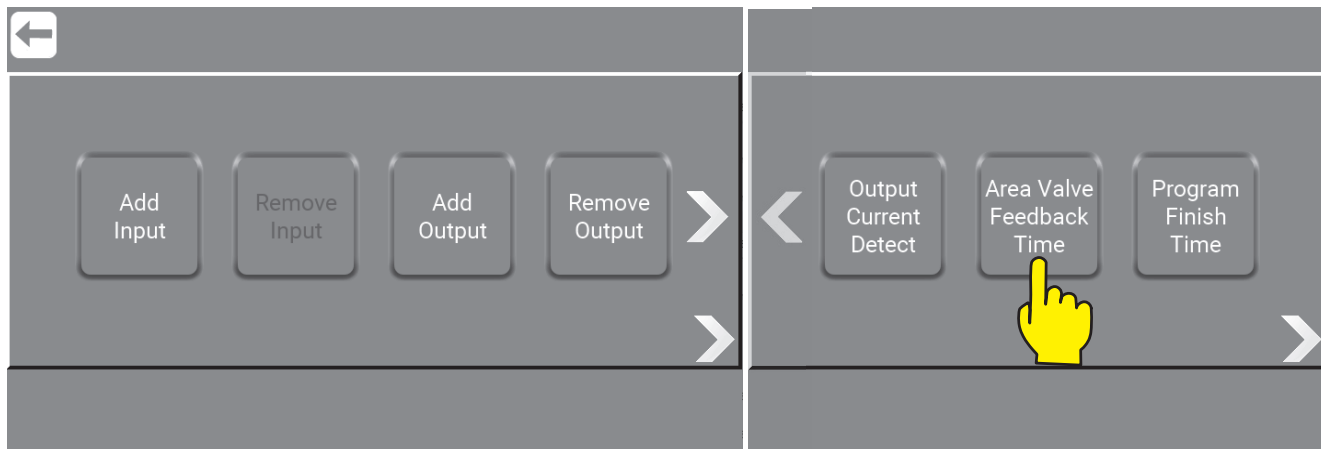 Add
Input
Remove
Input
Add
Output
Remove
Output
Output
Current
Detect
Area Valve
Feedback
Time
Program
Finish
Time